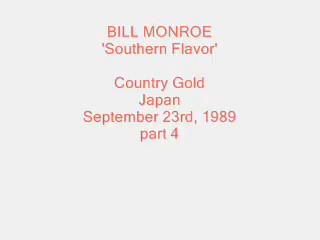 BILL MONROE
'Southern Flavor'
Country Gold
Japan
September 23rd, 1989
part 4